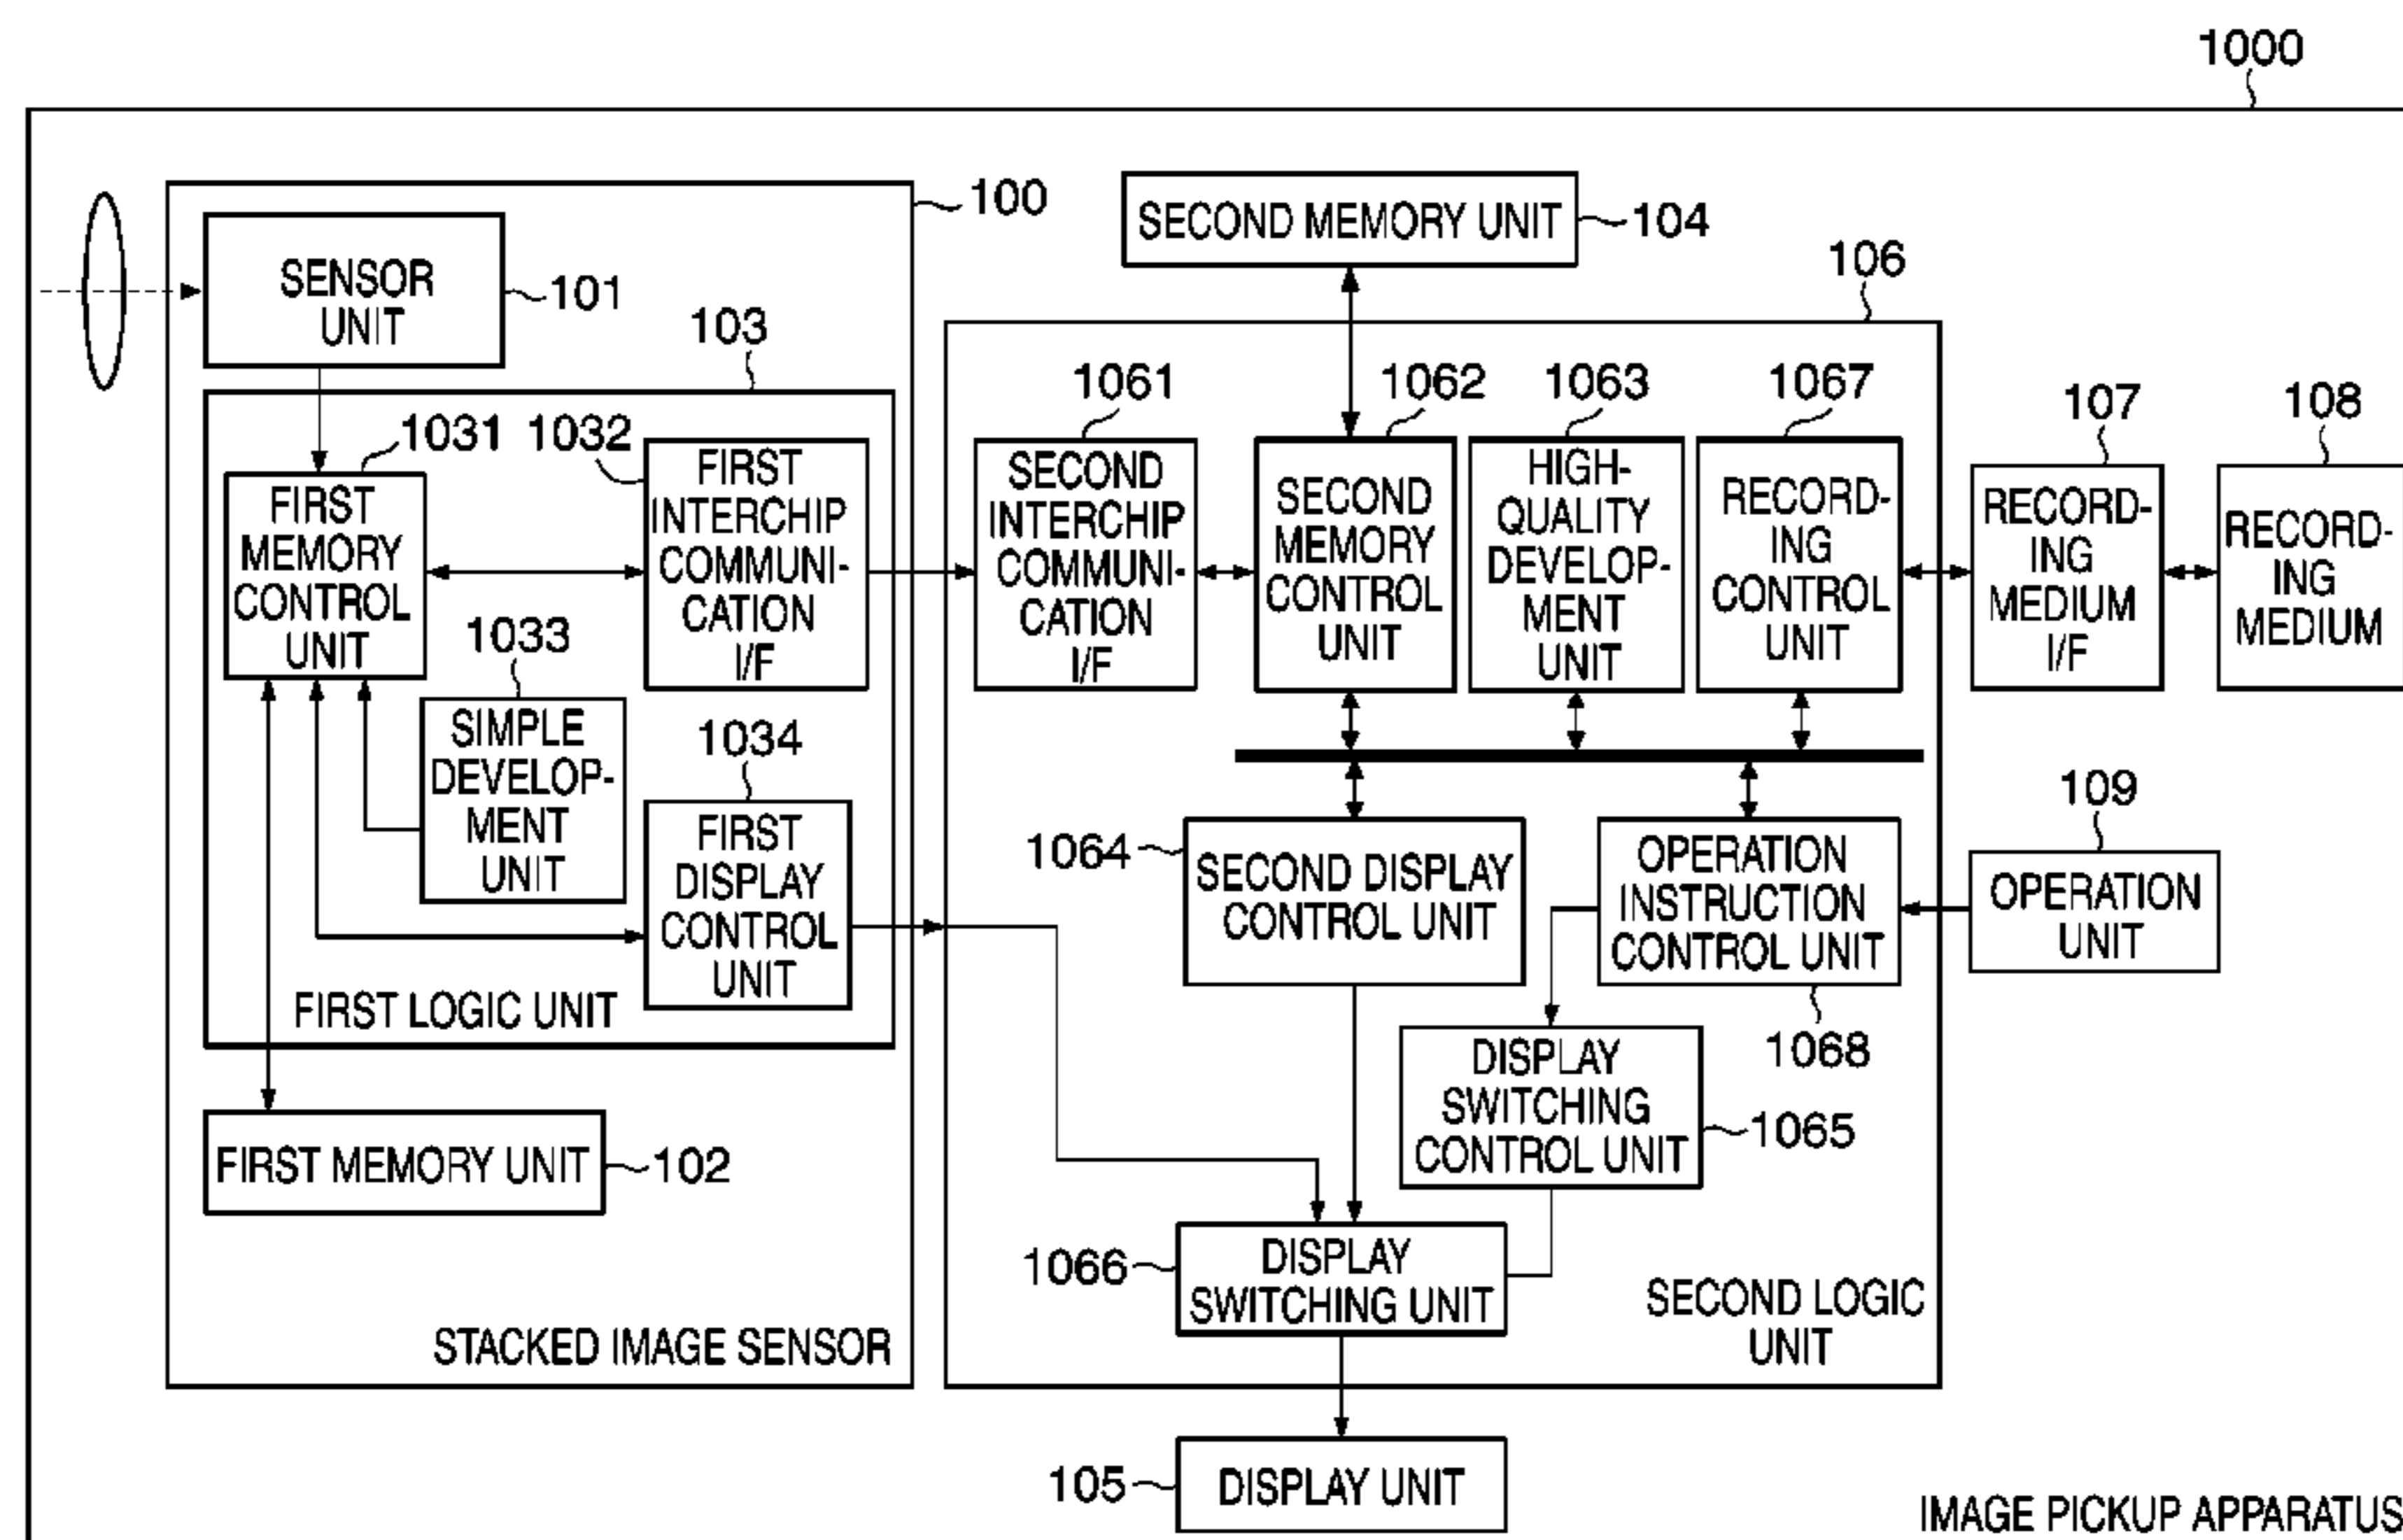 1000
100
SENSOR
UNIT
101
103
1031
1032
FIRST
MEMORY
CONTROL
UNIT
FIRST
INTERCHIP
COMMUNI-
CATION
I/F
1033
SIMPLE
DEVELOP-
MENT
UNIT
1034
FIRST
DISPLAY
CONTROL
UNIT
FIRST LOGIC UNIT
FIRST MEMORY UNIT
102
STACKED IMAGE SENSOR
SECOND MEMORY UNIT
104
106
1061
SECOND
INTERCHIP
COMMUNI-
CATION
I/F
1062
SECOND
MEMORY
CONTROL
UNIT
1063
HIGH-
QUALITY
DEVELOP-
MENT
UNIT
1067
RECORD-
ING
CONTROL
UNIT
107
RECORD-
ING
MEDIUM
I/F
108
RECORD-
ING
MEDIUM
1064
SECOND DISPLAY
CONTROL UNIT
OPERATION
INSTRUCTION
CONTROL UNIT
1068
109
OPERATION
UNIT
DISPLAY
SWITCHING
CONTROL UNIT
1065
1066
DISPLAY
SWITCHING UNIT
SECOND LOGIC
UNIT
105
DISPLAY UNIT
IMAGE PICKUP APPARATUS